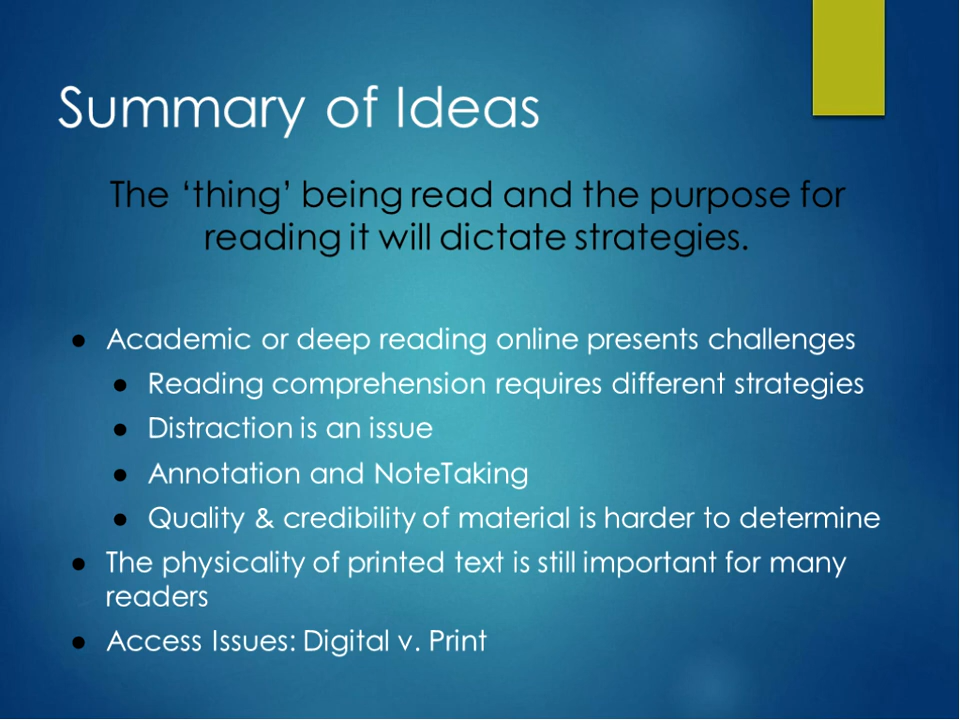 Summary of Ideas
The ‘thing’ being read and the purpose for
reading it will dictate strategies.
● Academic or deep reading online presents challenges
● Reading comprehension requires different strategies
● Distraction is an issue
● Annotation and NoteTaking
● Quality & credibility of material is harder to determine
● The physicality of printed text is still important for many
readers
● Access Issues: Digital v. Print